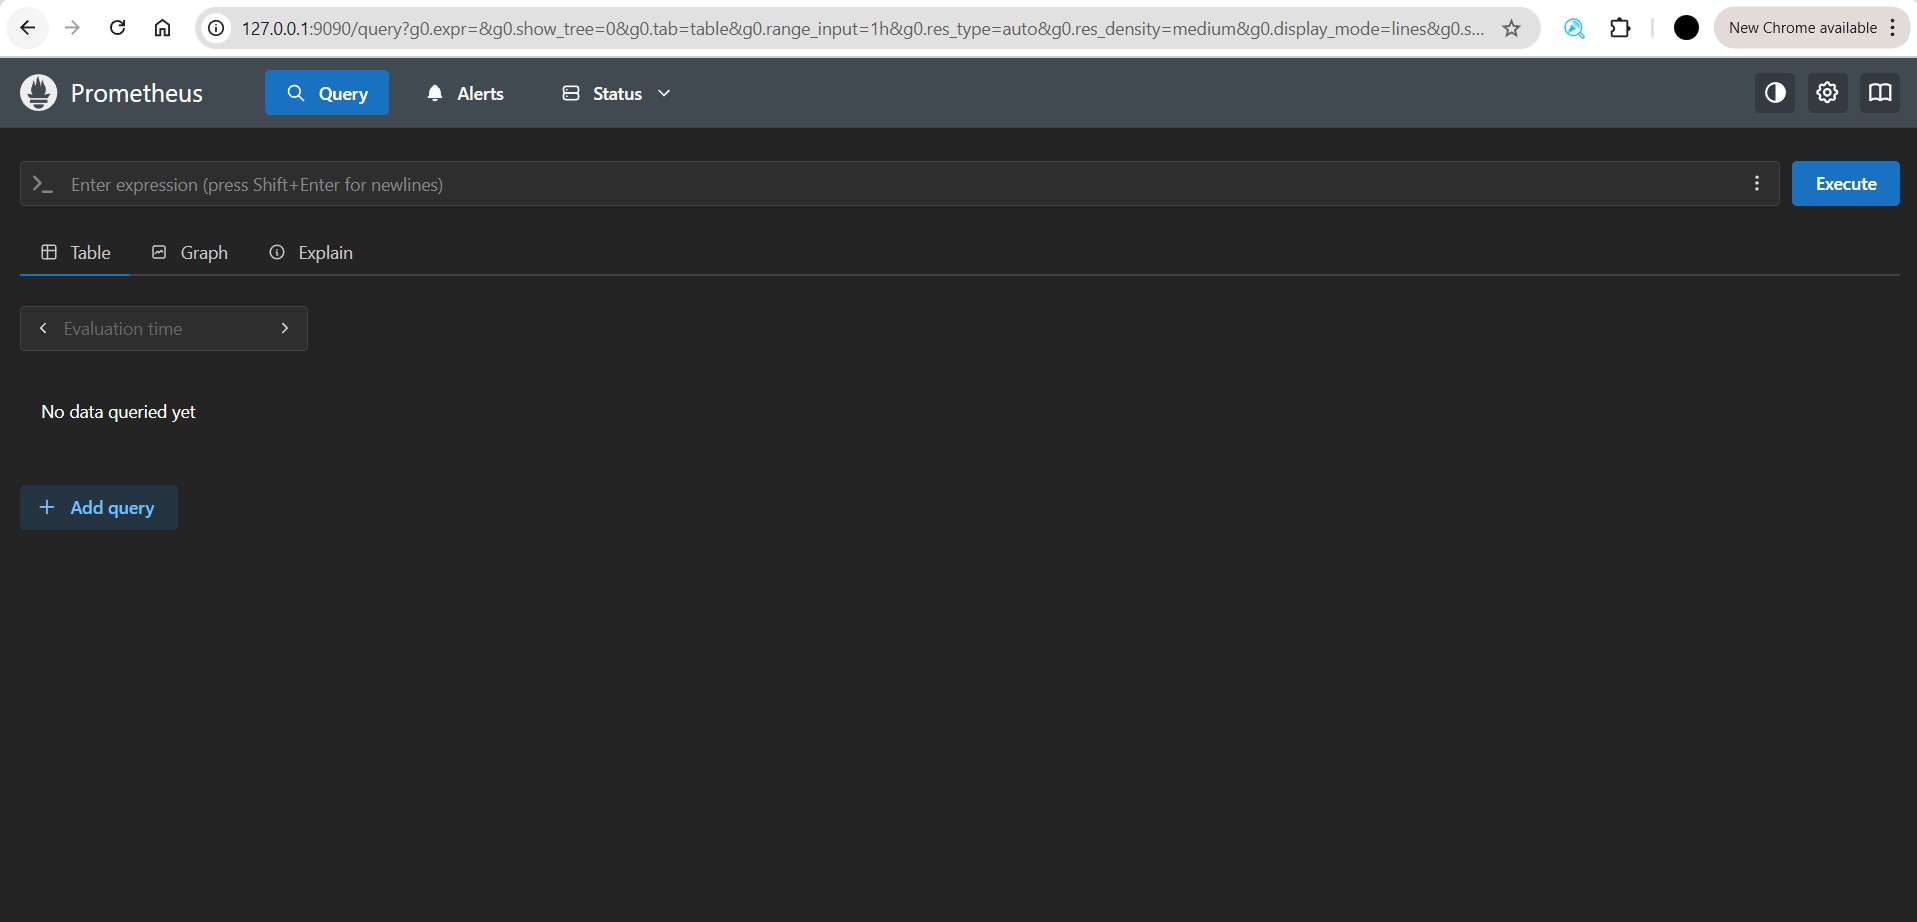 127.0.0.1:9090/query?g0.expr=&g0.show_tree=0&g0.tab=table&g0.range_input=1h&g0.res_type=auto&g0.res_density=medium&g0.display_mode=lines&g0.s...
New Chrome available
Prometheus
Query
Alerts
Status
Enter expression (press Shift+Enter for newlines)
Execute
Table
Graph
Explain
Evaluation time
No data queried yet
Add query